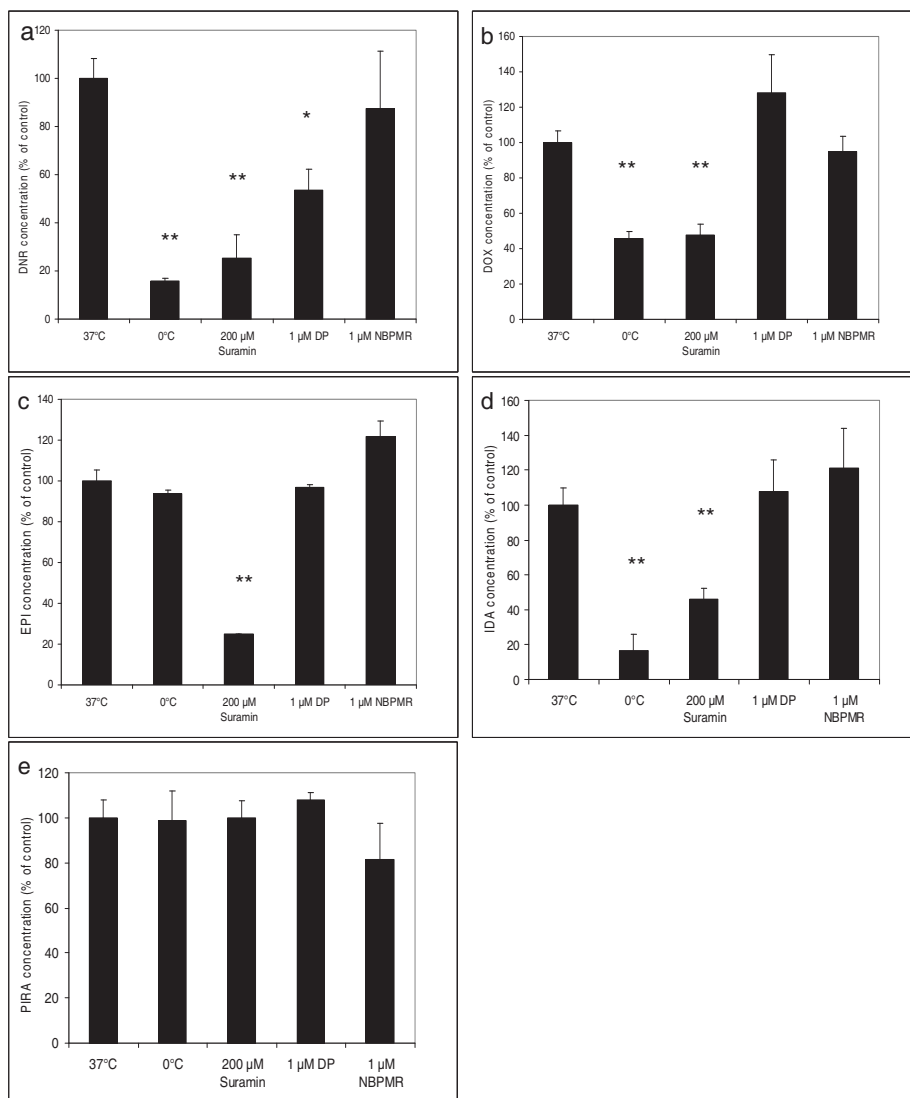 a
DNR concentration (% of control)
120
100
80
60
40
20
0
**
**
*
37°C
0°C
200 µM
Suramin
1 µM DP
1 µM NBPMR
b
DOX concentration (% of control)
160
140
120
100
80
60
40
20
0
**
**
37°C
0°C
200 µM
Suramin
1 µM DP
1 µM NBPMR
c
EPI concentration (% of control)
140
120
100
80
60
40
20
0
**
37°C
0°C
200 µM
Suramin
1 µM DP
1 µM NBPMR
d
IDA concentration (% of control)
160
140
120
100
80
60
40
20
0
**
**
37°C
0°C
200 µM
Suramin
1 µM DP
1 µM
NBPMR
e
PIRA concentration (% of control)
120
100
80
60
40
20
0
37°C
0°C
200 µM
Suramin
1 µM DP
1 µM
NBPMR